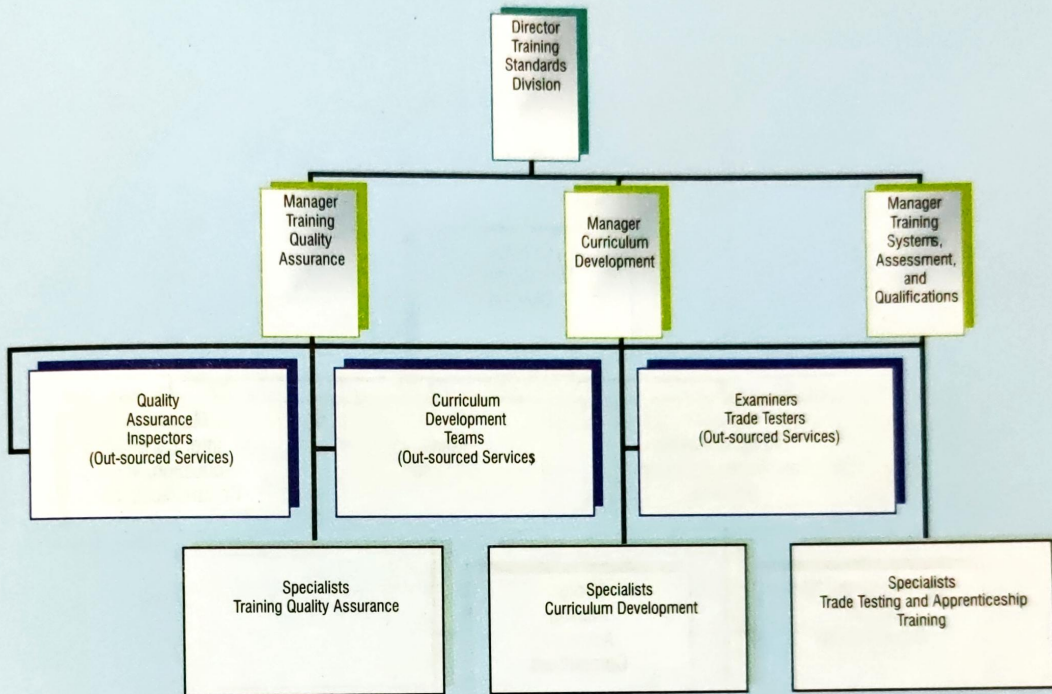 Director
Training
Standards
Division
Manager
Training
Quality
Assurance
Manager
Curriculum
Development
Manager
Training
Systems,
Assessment,
and
Qualifications
Quality
Assurance
Inspectors
(Out-sourced Services)
Curriculum
Development
Teams
(Out-sourced Services
Examiners
Trade Testers
(Out-sourced Services)
Specialists
Training Quality Assurance
Specialists
Curriculum Development
Specialists
Trade Testing and Apprenticeship
Training